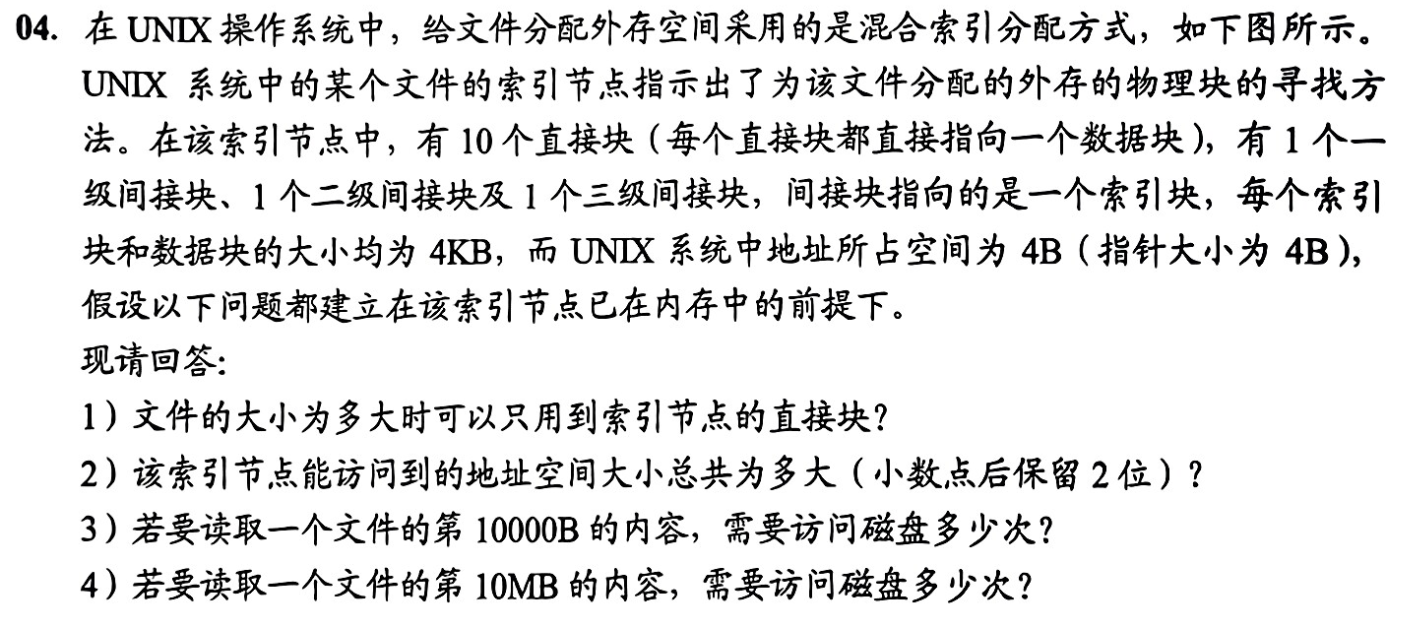 04. 在 UNIX 操作系统中，给文件分配外存空间采用的是混合索引分配方式，如下图所示。
UNIX 系统中的某个文件的索引节点指示出了为该文件分配的外存的物理块的寻找方
法。在该索引节点中，有 10 个直接块（每个直接块都直接指向一个数据块），有 1 个一
级间接块、1 个二级间接块及 1 个三级间接块，间接块指向的是一个索引块，每个索引
块和数据块的大小均为 4KB，而 UNIX 系统中地址所占空间为 4B（指针大小为 4B），
假设以下问题都建立在该索引节点已在内存中的前提下。
现请回答：
1）文件的大小为多大时可以只用到索引节点的直接块？
2）该索引节点能访问到的地址空间大小总共为多大（小数点后保留 2 位）？
3）若要读取一个文件的第 10000B 的内容，需要访问磁盘多少次？
4）若要读取一个文件的第 10MB 的内容，需要访问磁盘多少次？